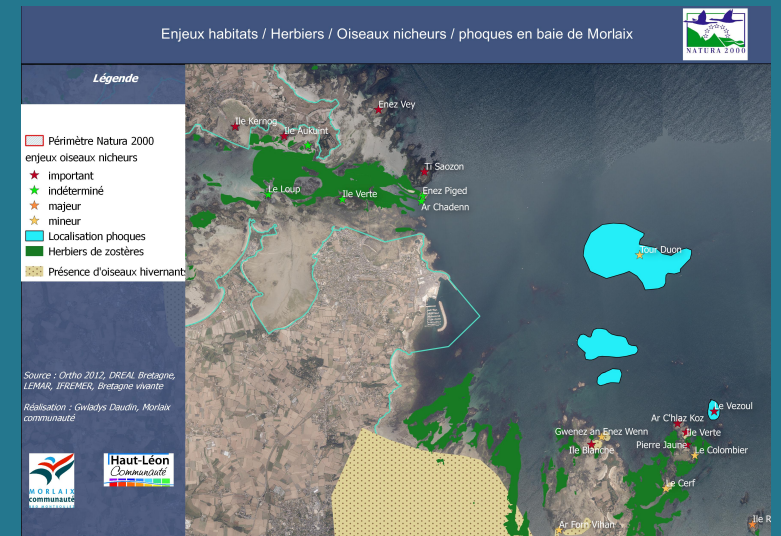 Enjeux habitats / Herbiers / Oiseaux nicheurs / phoques en baie de Morlaix
NATURA 2000
Légende
Périmètre Natura 2000
enjeux oiseaux nicheurs
important
indéterminé
majeur
mineur
Localisation phoques
Herbiers de zostères
Présence d'oiseaux hivernants
Source : Ortho 2012, DREAL Bretagne,
LEMAR, IFREMER, Bretagne vivante
Réalisation : Gwladys Daudin, Morlaix
communauté
MORLAIX
communauté
Haut-Léon
Communauté
Enez Vey
Ile Kernog
Ile Aukuint
Ti Saozon
Le Loup
Ile Verte
Enez Piged
Ar Chadenn
Tour Duon
Le Vezoul
Ar C'hlaz Koz
Gwenez an Enez Wenn
Ile Verte
Ile Blanche
Pierre Jaune
Le Colombier
Le Cerf
Ar Forn Vihan
Ile R